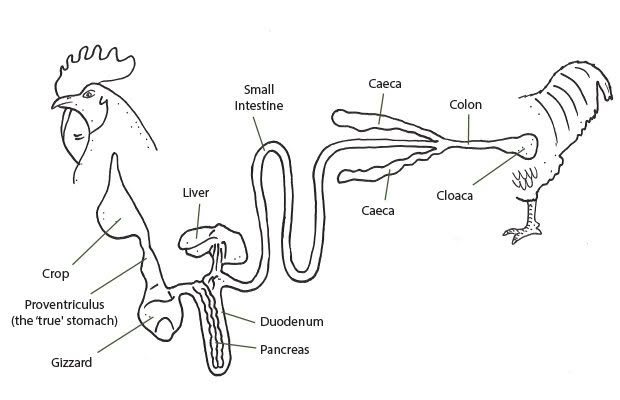 Caeca
Small
Intestine
Colon
Liver
Caeca
Cloaca
Crop
Proventriculus
(the ‘true’ stomach)
Duodenum
Pancreas
Gizzard